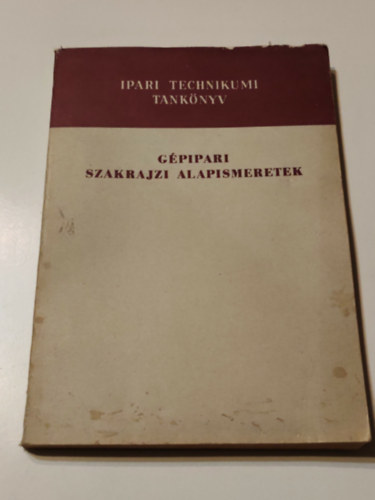 IPARI TECHNIKUMI
TANKÖNYV
GÉPIPARI
SZAKRAJZI ALAPISMERETEK